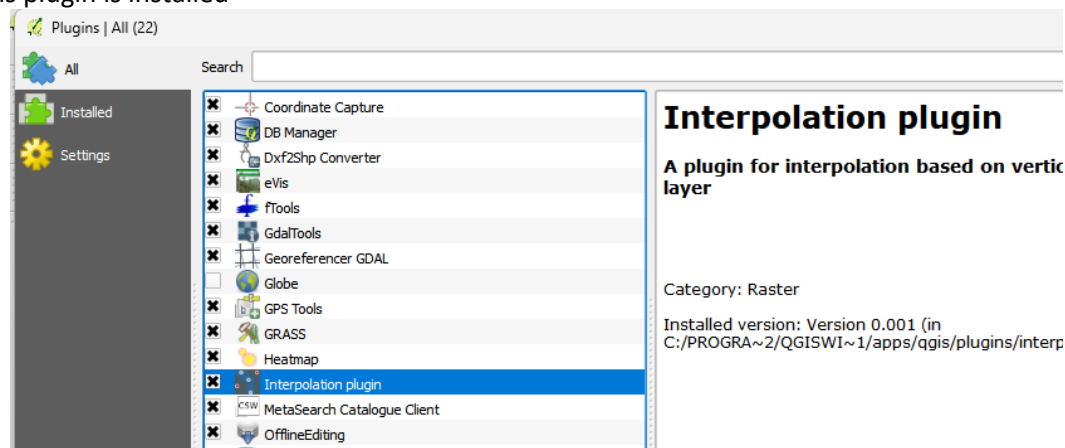 s plugin is installed
Plugins | All (22)
All
Search
Installed
Settings
Coordinate Capture
DB Manager
Dxf2Shp Converter
eVis
fTools
GdalTools
Georeferencer GDAL
Globe
GPS Tools
GRASS
Heatmap
Interpolation plugin
CSW
MetaSearch Catalogue Client
OfflineEditing
Interpolation plugin
A plugin for interpolation based on vertic
layer
Category: Raster
Installed version: Version 0.001 (in
C:/PROGRA~2/QGISWI~1/apps/qgis/plugins/interp